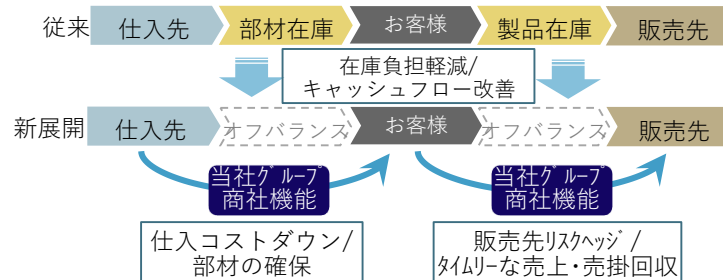 従来 仕入先 部材在庫 お客様 製品在庫 販売先
在庫負担軽減/
キャッシュフロー改善
新展開 仕入先 オフバランス お客様 オフバランス 販売先
当社グループ
商社機能
当社グループ
商社機能
仕入コストダウン/
部材の確保
販売先リスクヘッジ/
タイムリーな売上・売掛回収